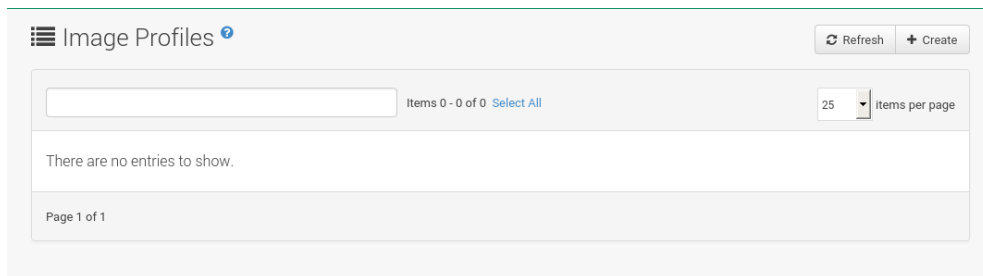 Image Profiles ?
Refresh + Create
Items 0 - 0 of 0 Select All
25 items per page
There are no entries to show.
Page 1 of 1